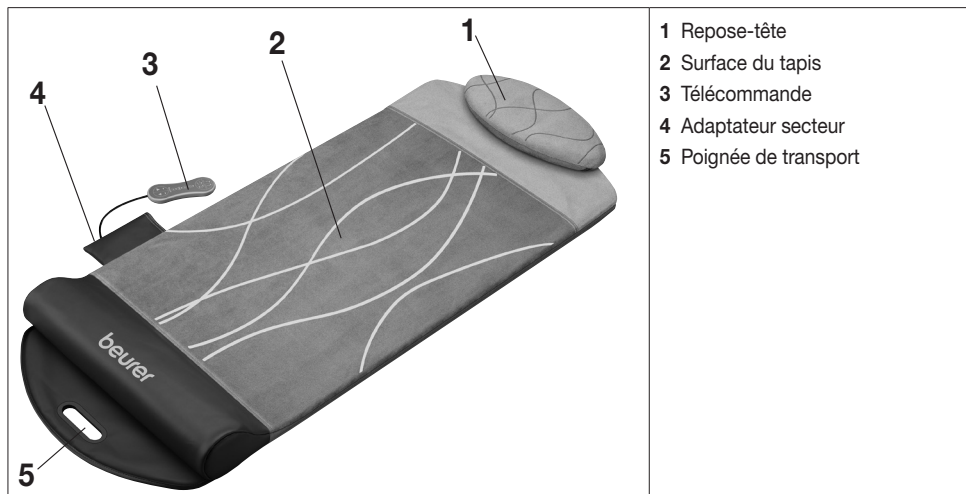 1
2
3
4
beurer
5
1 Repose-tête
2 Surface du tapis
3 Télécommande
4 Adaptateur secteur
5 Poignée de transport